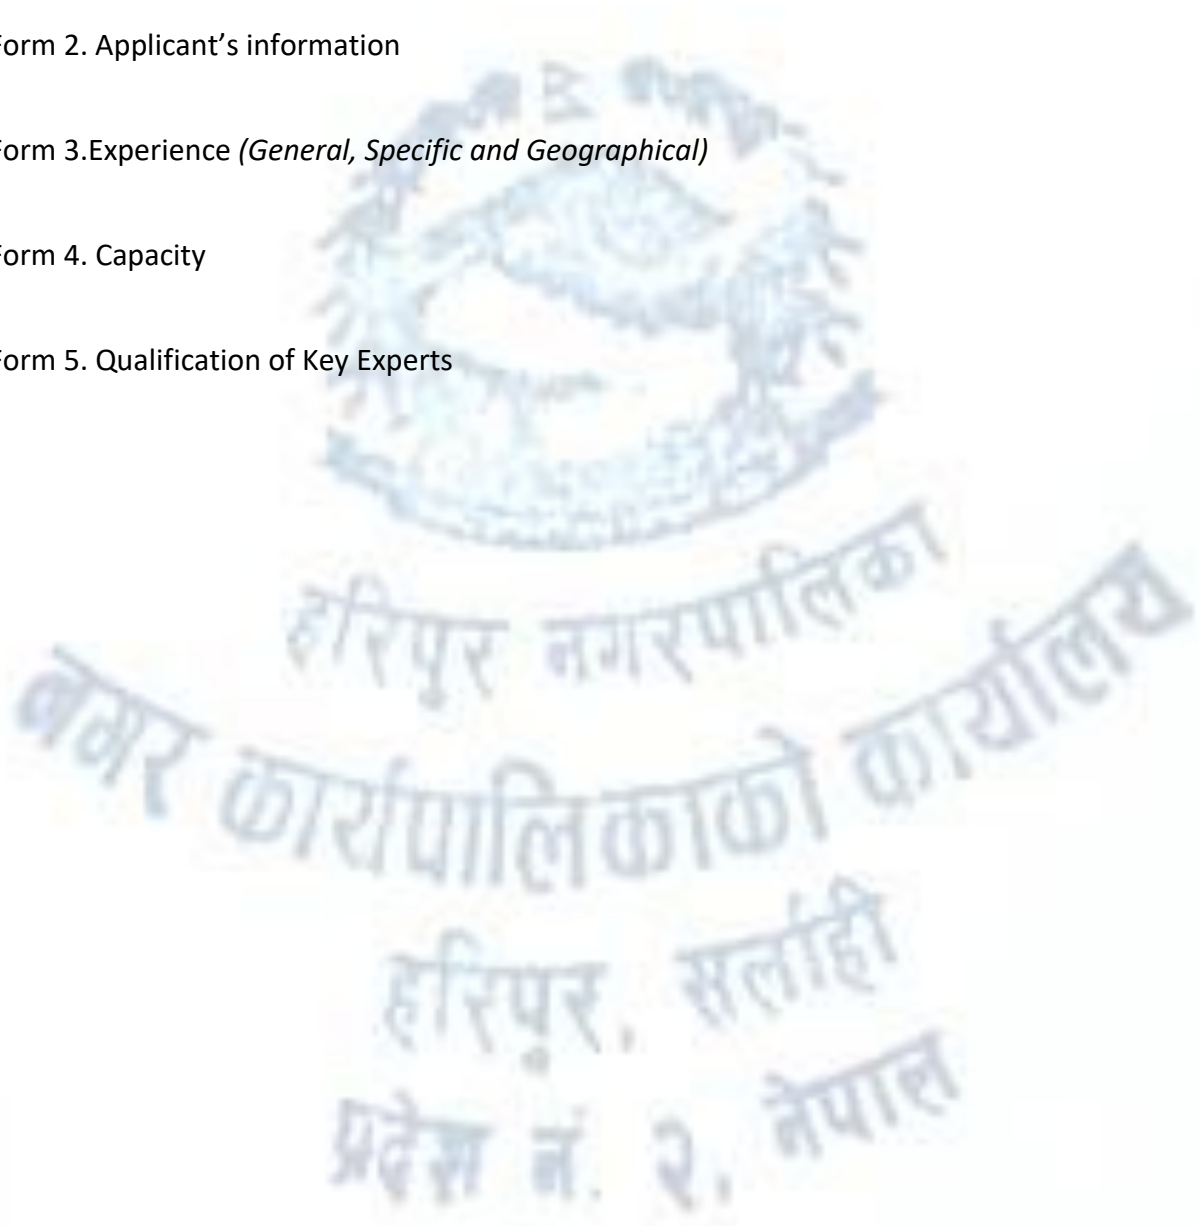 Form 2. Applicant’s information
Form 3.Experience (General, Specific and Geographical)
Form 4. Capacity
Form 5. Qualification of Key Experts
हरिपुर नगरपालिका
नगर कार्यपालिकाको कार्यालय
हरिपुर, सर्लाही
प्रदेश नं. २, नेपाल